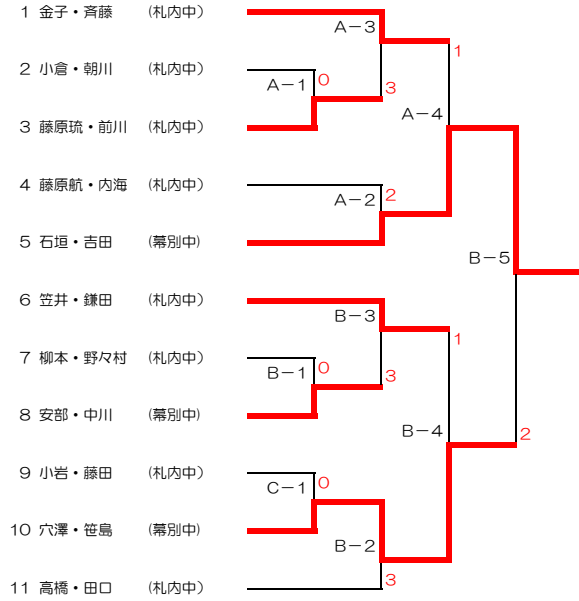 1 金子・斉藤 (札内中)
A－3
1
2 小倉・朝川 (札内中)
A－1
0
3
3 藤原琉・前川 (札内中)
A－4
4 藤原航・内海 (札内中)
A－2
2
5 石垣・吉田 (幕別中)
B－5
6 笠井・鎌田 (札内中)
B－3
1
7 柳本・野々村 (札内中)
B－1
0
3
8 安部・中川 (幕別中)
B－4
2
9 小岩・藤田 (札内中)
C－1
0
10 穴澤・笹島 (幕別中)
B－2
3
11 高橋・田口 (札内中)